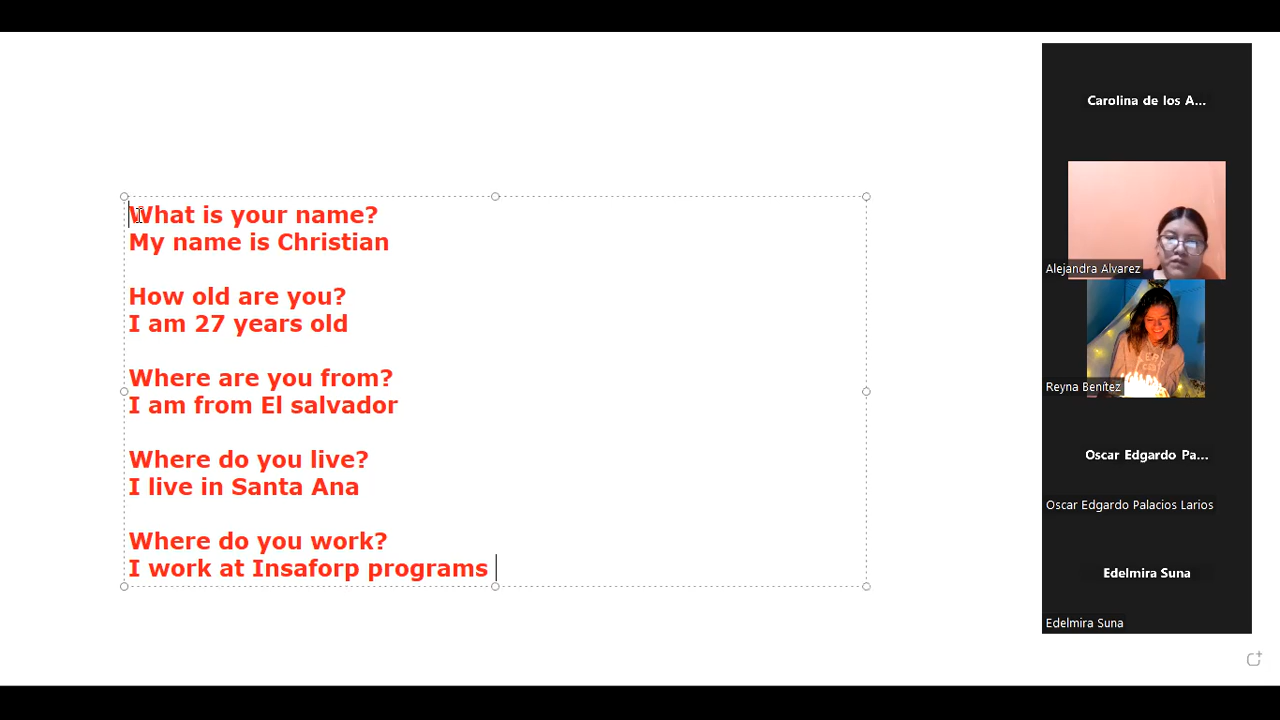 What is your name?
My name is Christian
How old are you?
I am 27 years old
Where are you from?
I am from El salvador
Where do you live?
I live in Santa Ana
Where do you work?
I work at Insaforp programs
Carolina de los A...
Alejandra Alvarez
Reyna Benítez
Oscar Edgardo Pa...
Oscar Edgardo Palacios Larios
Edelmira Suna
Edelmira Suna